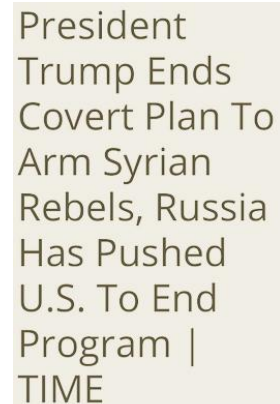 President
Trump Ends
Covert Plan To
Arm Syrian
Rebels, Russia
Has Pushed
U.S. To End
Program |
TIME